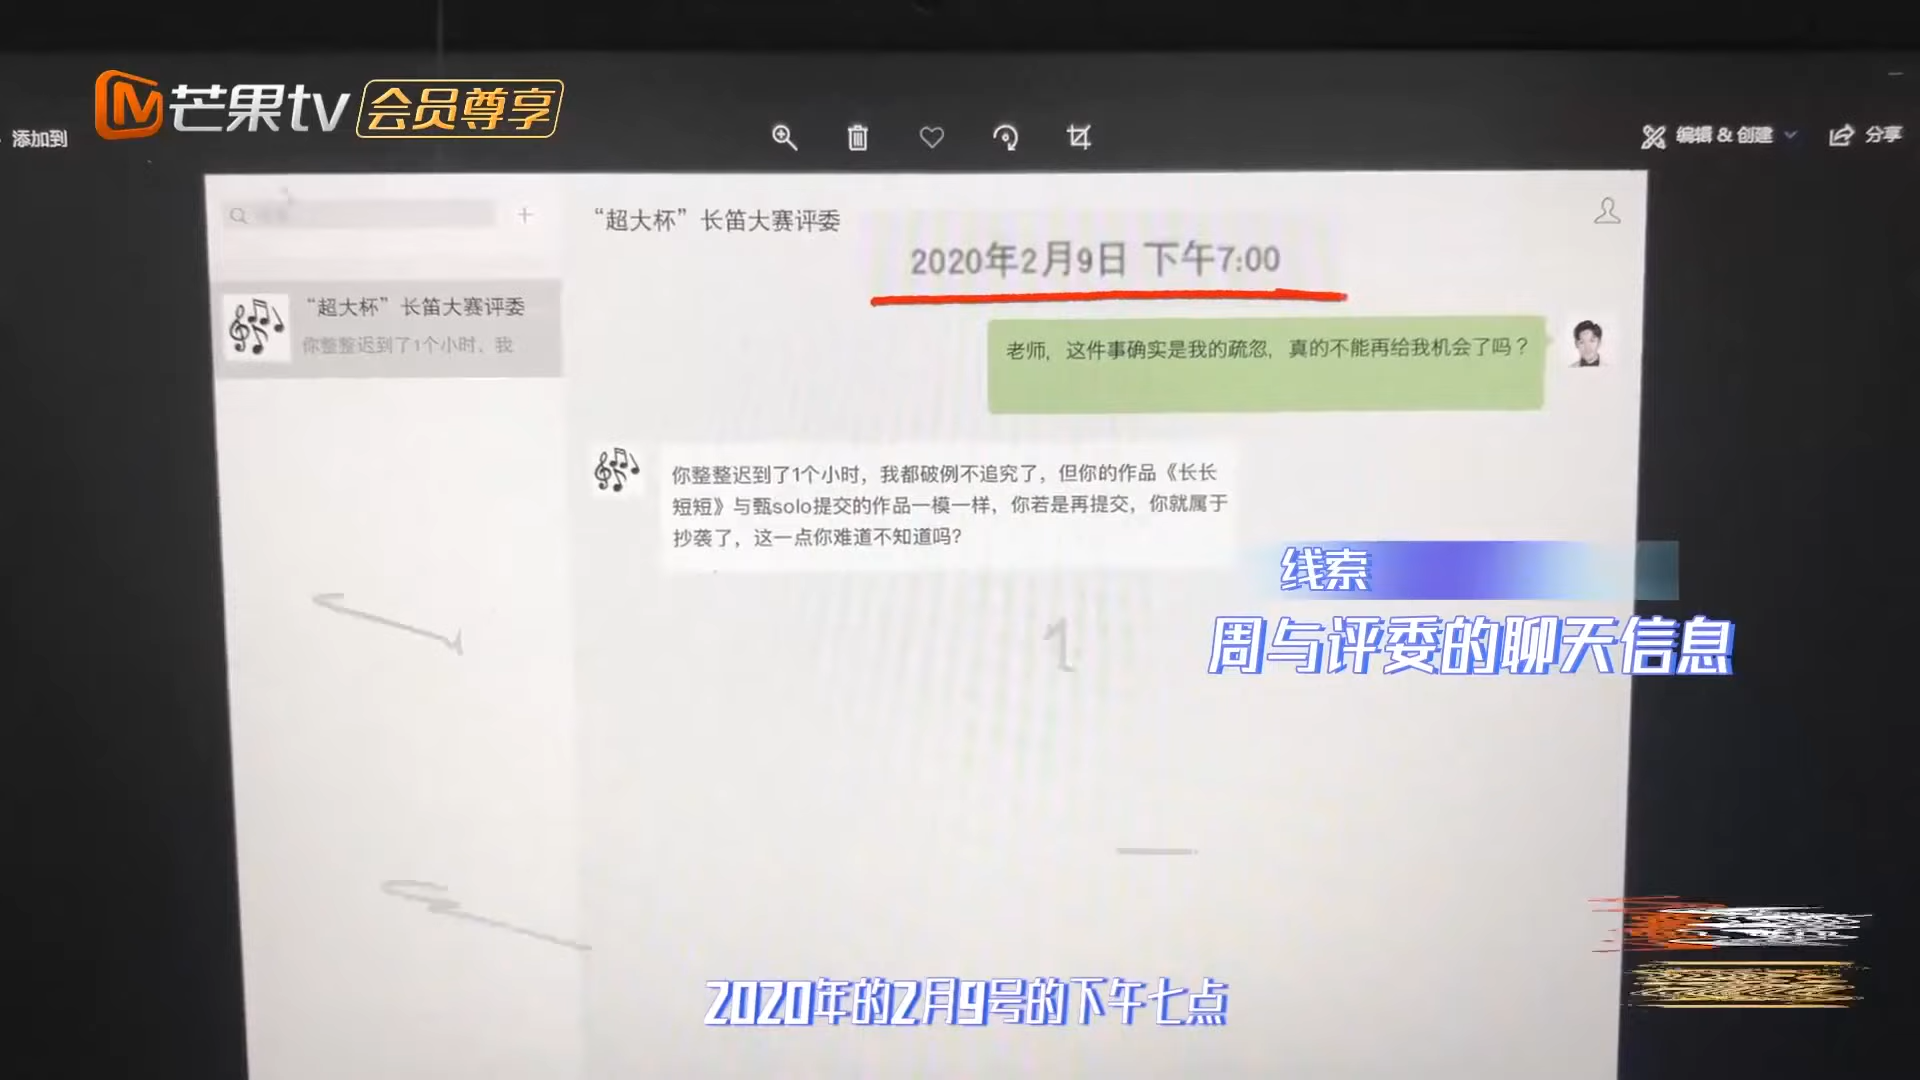 芒果tv 会员尊享
添加到
编辑 & 创建
分享
“超大杯”长笛大赛评委
2020年2月9日 下午7:00
“超大杯”长笛大赛评委
你整整迟到了1个小时，我
老师，这件事确实是我的疏忽，真的不能再给我机会了吗？
你整整迟到了1个小时，我都破例不追究了，但你的作品《长长
短短》与甄solo提交的作品一模一样，你若是再提交，你就属于
抄袭了，这一点你难道不知道吗?
线索
周与评委的聊天信息
2020年的2月9号的下午七点